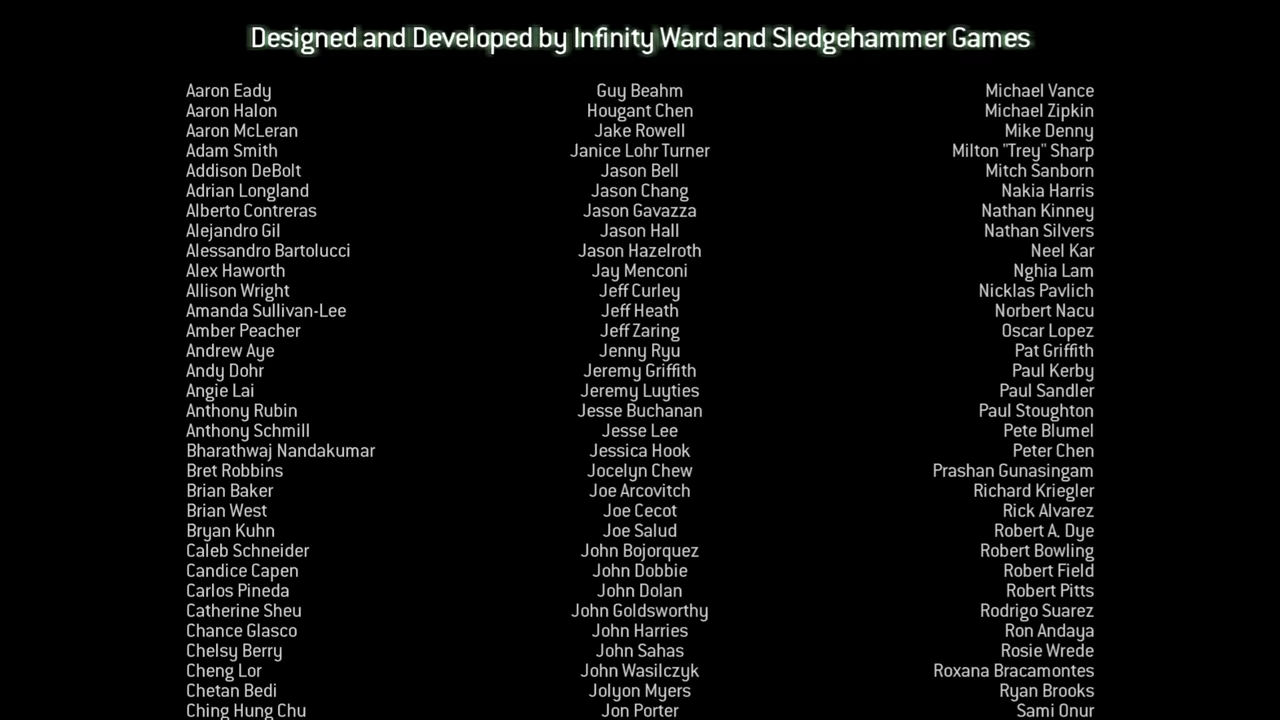 Designed and Developed by Infinity Ward and Sledgehammer Games
Aaron Eady Guy Beahm Michael Vance
Aaron Halon Hougant Chen Michael Zipkin
Aaron McLeran Jake Rowell Mike Denny
Adam Smith Janice Lohr Turner Milton "Trey" Sharp
Addison DeBolt Jason Bell Mitch Sanborn
Adrian Longland Jason Chang Nakia Harris
Alberto Contreras Jason Gavazza Nathan Kinney
Alejandro Gil Jason Hall Nathan Silvers
Alessandro Bartolucci Jason Hazelroth Neel Kar
Alex Haworth Jay Menconi Nghia Lam
Allison Wright Jeff Curley Nicklas Pavlich
Amanda Sullivan-Lee Jeff Heath Norbert Nacu
Amber Peacher Jeff Zaring Oscar Lopez
Andrew Aye Jenny Ryu Pat Griffith
Andy Dohr Jeremy Griffith Paul Kerby
Angie Lai Jeremy Luyties Paul Sandler
Anthony Rubin Jesse Buchanan Paul Stoughton
Anthony Schmill Jesse Lee Pete Blumel
Bharathwaj Nandakumar Jessica Hook Peter Chen
Bret Robbins Jocelyn Chew Prashan Gunasingam
Brian Baker Joe Arcovitch Richard Kriegler
Brian West Joe Cecot Rick Alvarez
Bryan Kuhn Joe Salud Robert A. Dye
Caleb Schneider John Bojorquez Robert Bowling
Candice Capen John Dobbie Robert Field
Carlos Pineda John Dolan Robert Pitts
Catherine Sheu John Goldsworthy Rodrigo Suarez
Chance Glasco John Harries Ron Andaya
Chelsy Berry John Sahas Rosie Wrede
Cheng Lor John Wasilczyk Roxana Bracamontes
Chetan Bedi Jolyon Myers Ryan Brooks
Ching Hung Chu Jon Porter Sami Onur